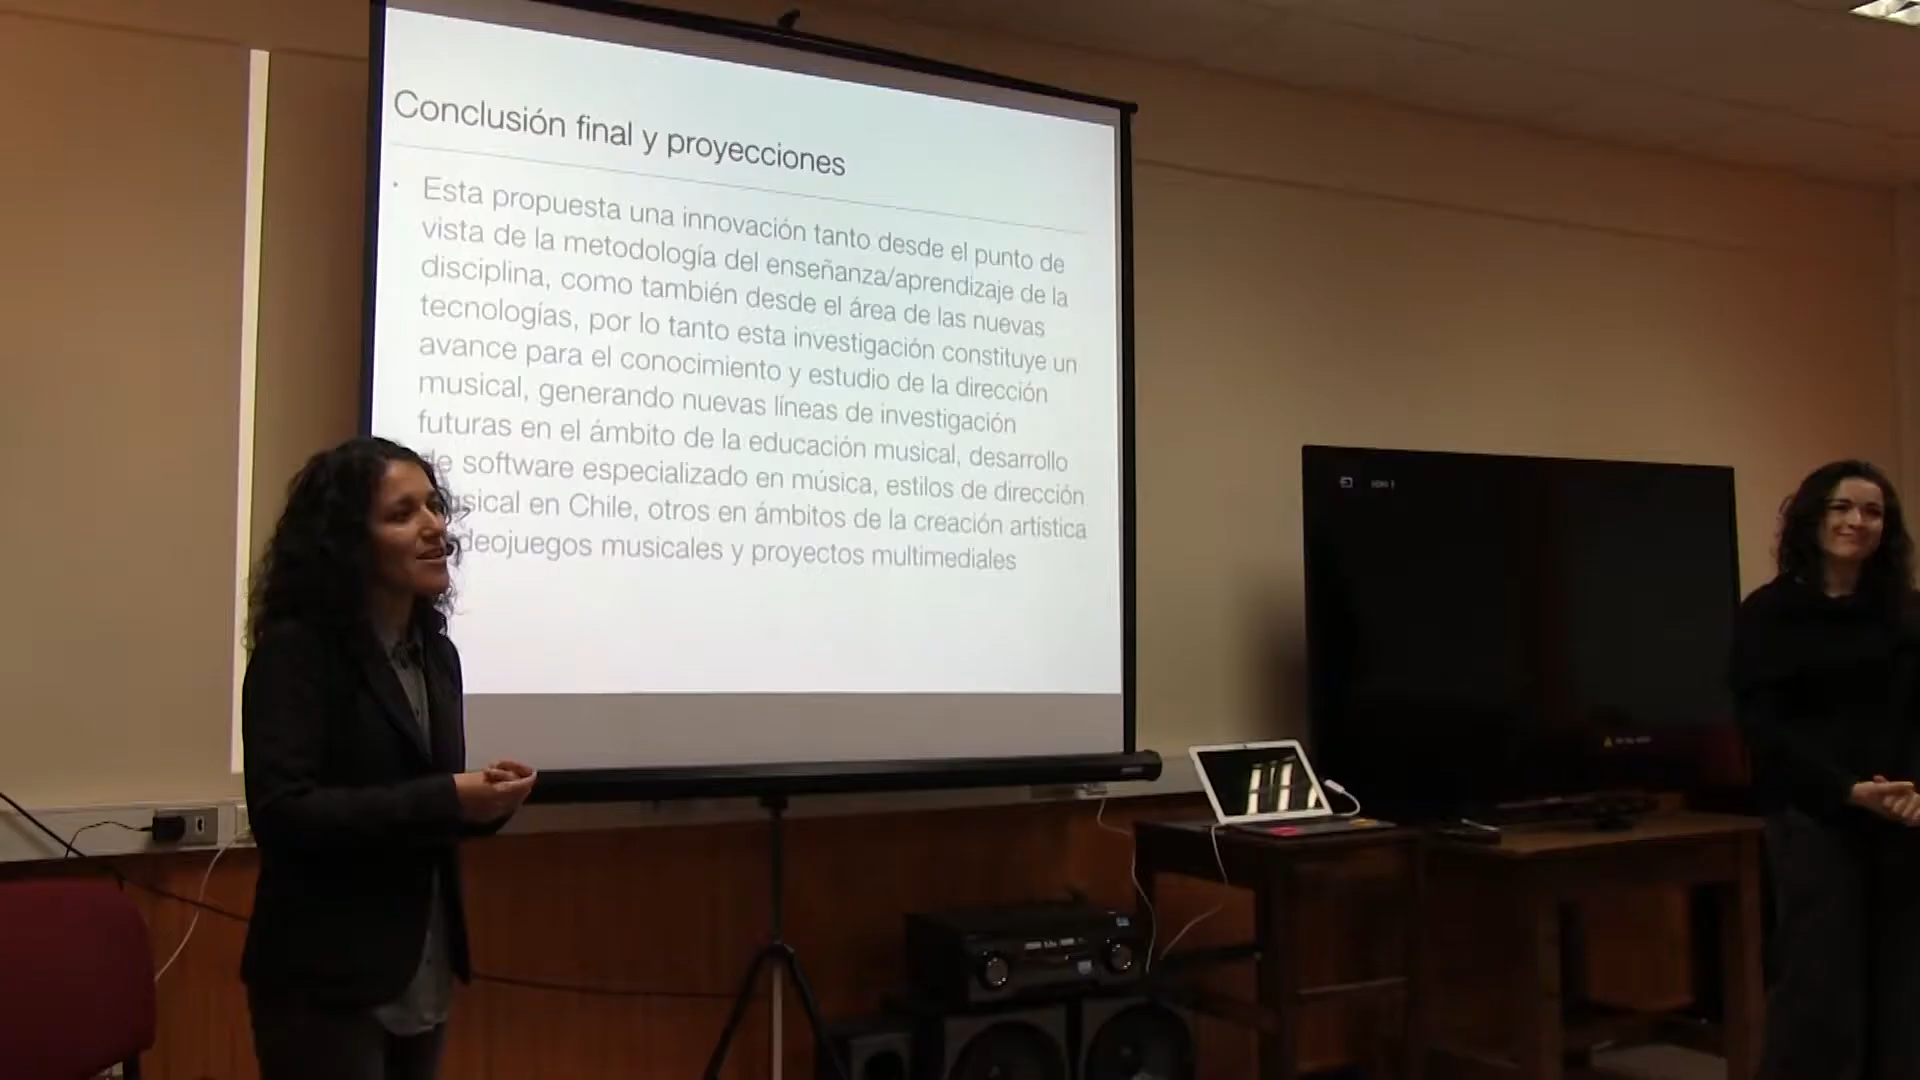 Conclusión final y proyecciones
· Esta propuesta una innovación tanto desde el punto de
vista de la metodología del enseñanza/aprendizaje de la
disciplina, como también desde el área de las nuevas
tecnologías, por lo tanto esta investigación constituye un
avance para el conocimiento y estudio de la dirección
musical, generando nuevas líneas de investigación
futuras en el ámbito de la educación musical, desarrollo
de software especializado en música, estilos de dirección
usical en Chile, otros en ámbitos de la creación artística
deojuegos musicales y proyectos multimediales